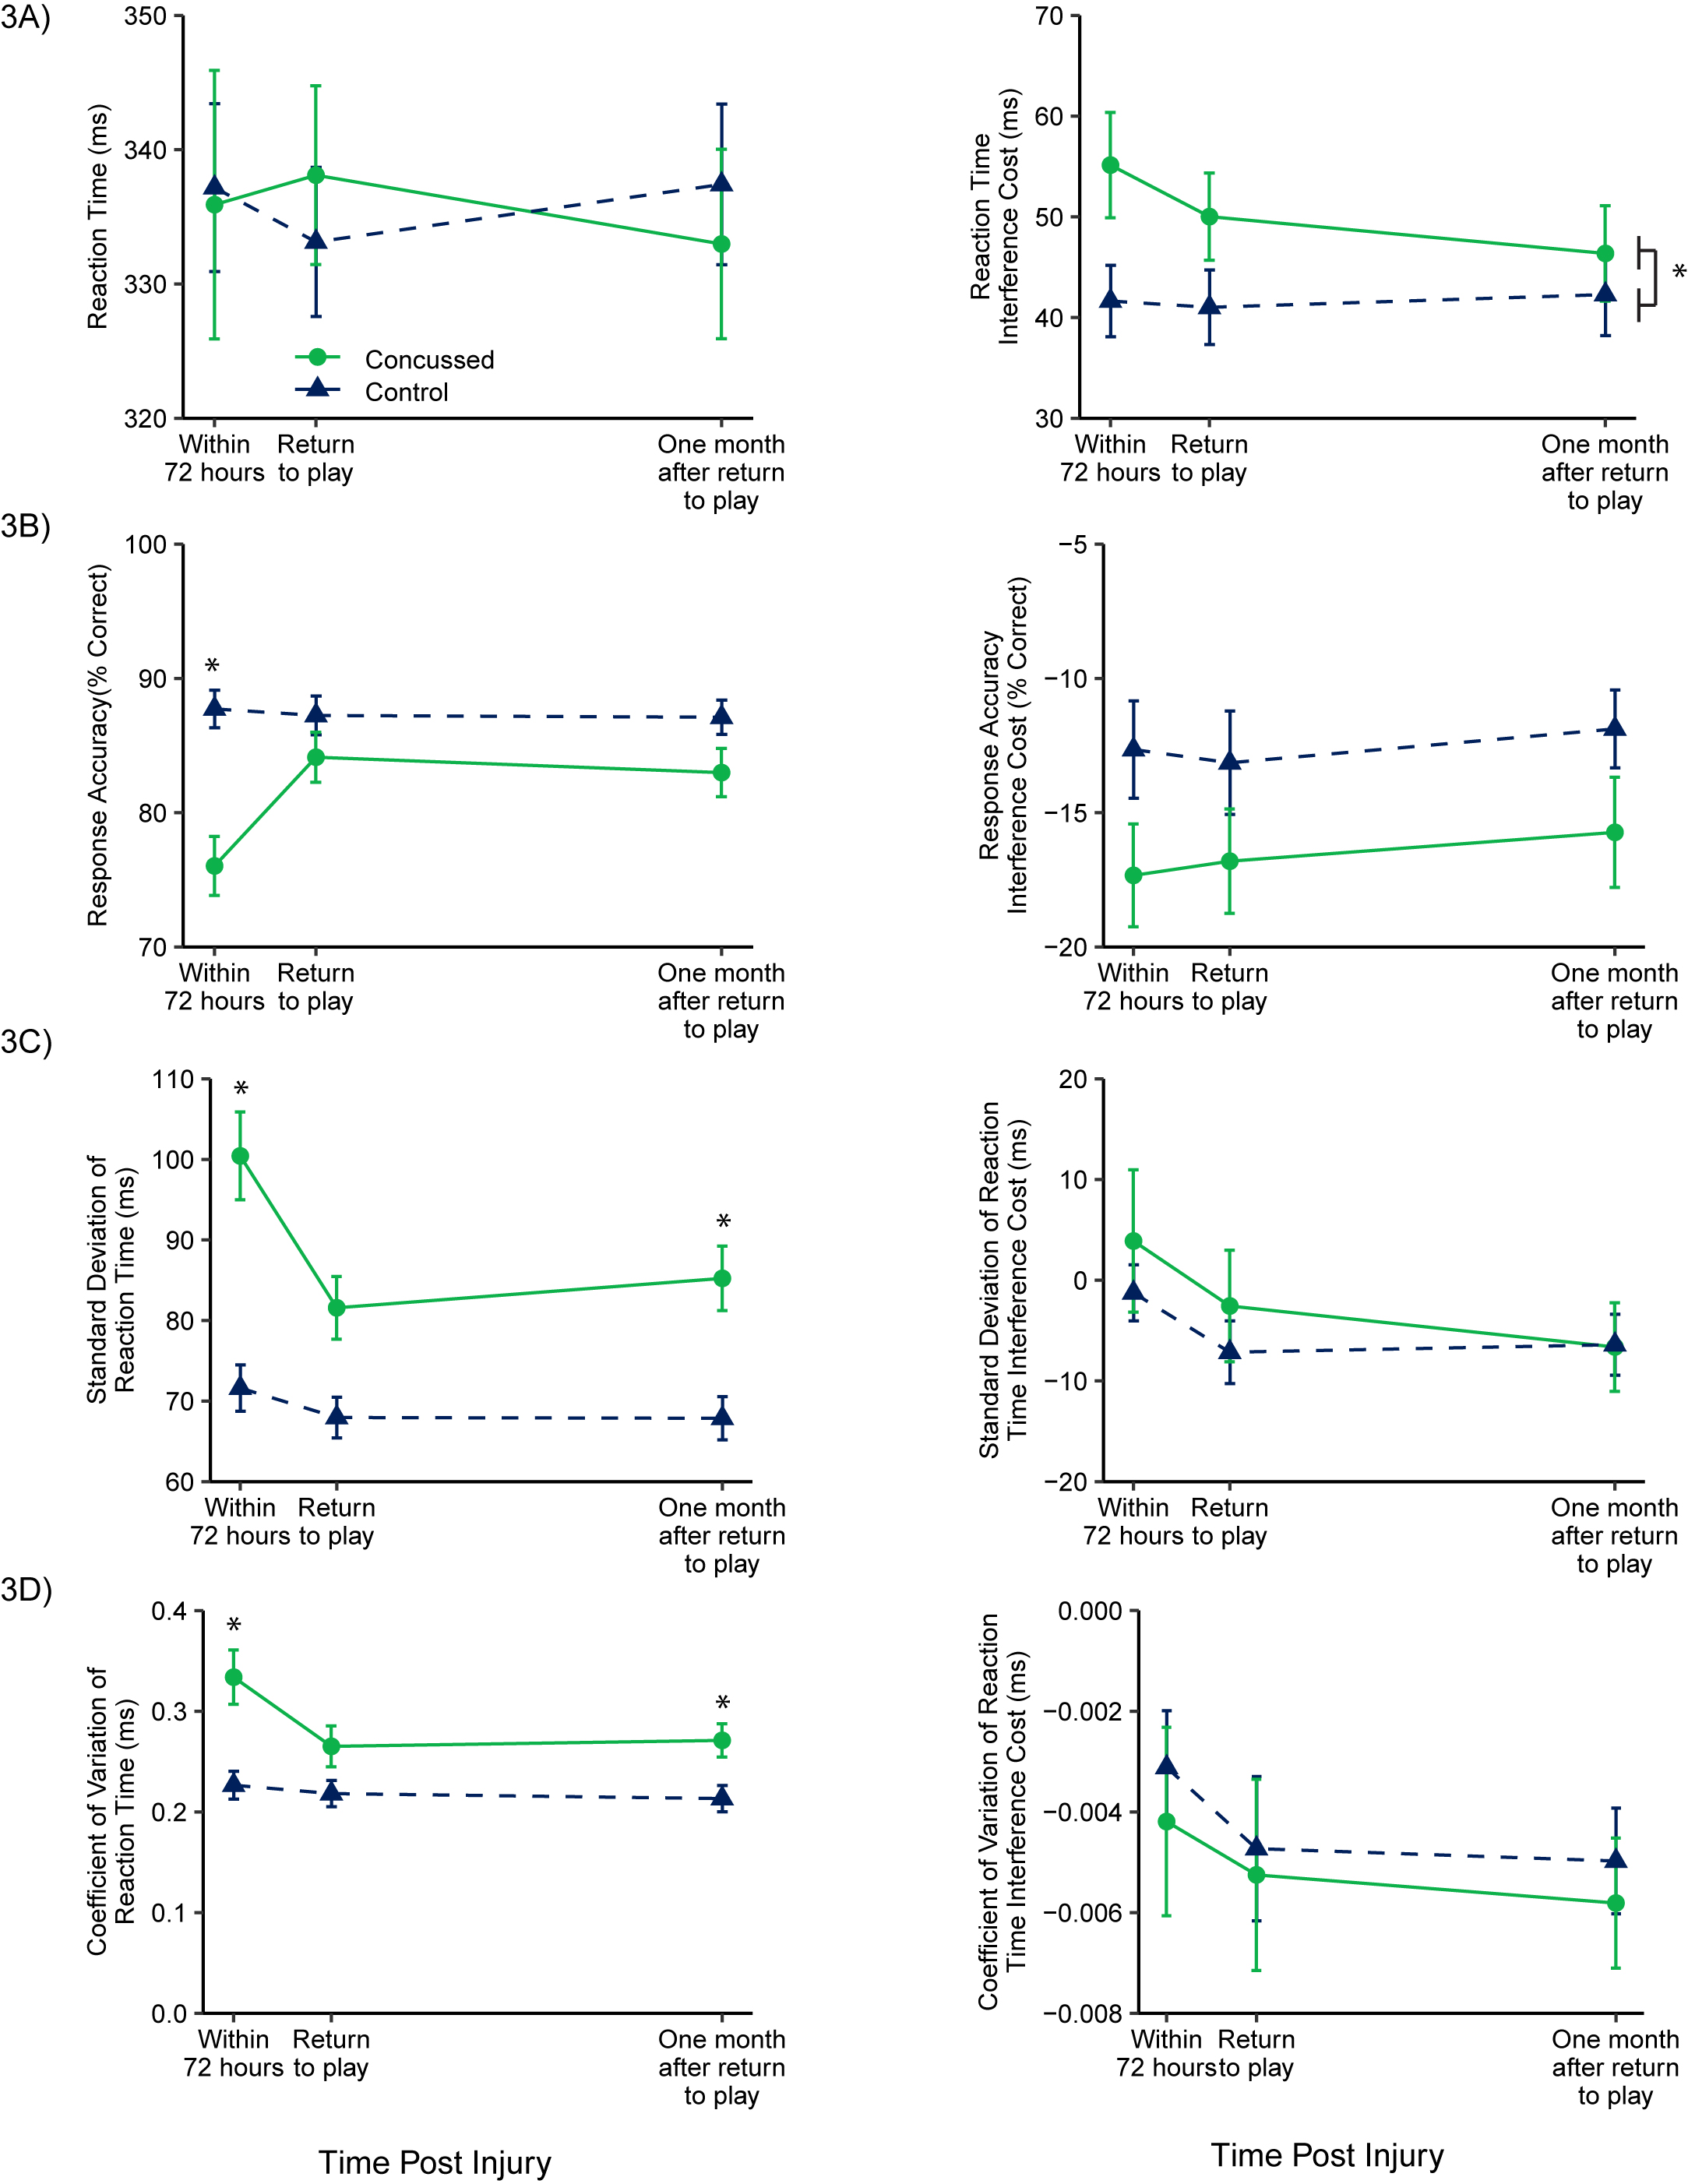 3A)
Reaction Time (ms)
350
340
330
320
Concussed
Control
Within
72 hours
Return
to play
One month
after return
to play
Reaction Time
Interference Cost (ms)
70
60
50
40
30
*
Within
72 hours
Return
to play
One month
after return
to play
3B)
Response Accuracy(% Correct)
100
90
80
70
*
Within
72 hours
Return
to play
One month
after return
to play
Response Accuracy
Interference Cost (% Correct)
−5
−10
−15
−20
Within
72 hours
Return
to play
One month
after return
to play
3C)
Standard Deviation of
Reaction Time (ms)
110
100
90
80
70
60
*
*
Within
72 hours
Return
to play
One month
after return
to play
Standard Deviation of Reaction
Time Interference Cost (ms)
20
10
0
−10
−20
Within
72 hours
Return
to play
One month
after return
to play
3D)
Coefficient of Variation of
Reaction Time (ms)
0.4
0.3
0.2
0.1
0.0
*
*
Within
72 hours
Return
to play
One month
after return
to play
Time Post Injury
Coefficient of Variation of Reaction
Time Interference Cost (ms)
0.000
−0.002
−0.004
−0.006
−0.008
Within
72 hours
Return
to play
One month
after return
to play
Time Post Injury